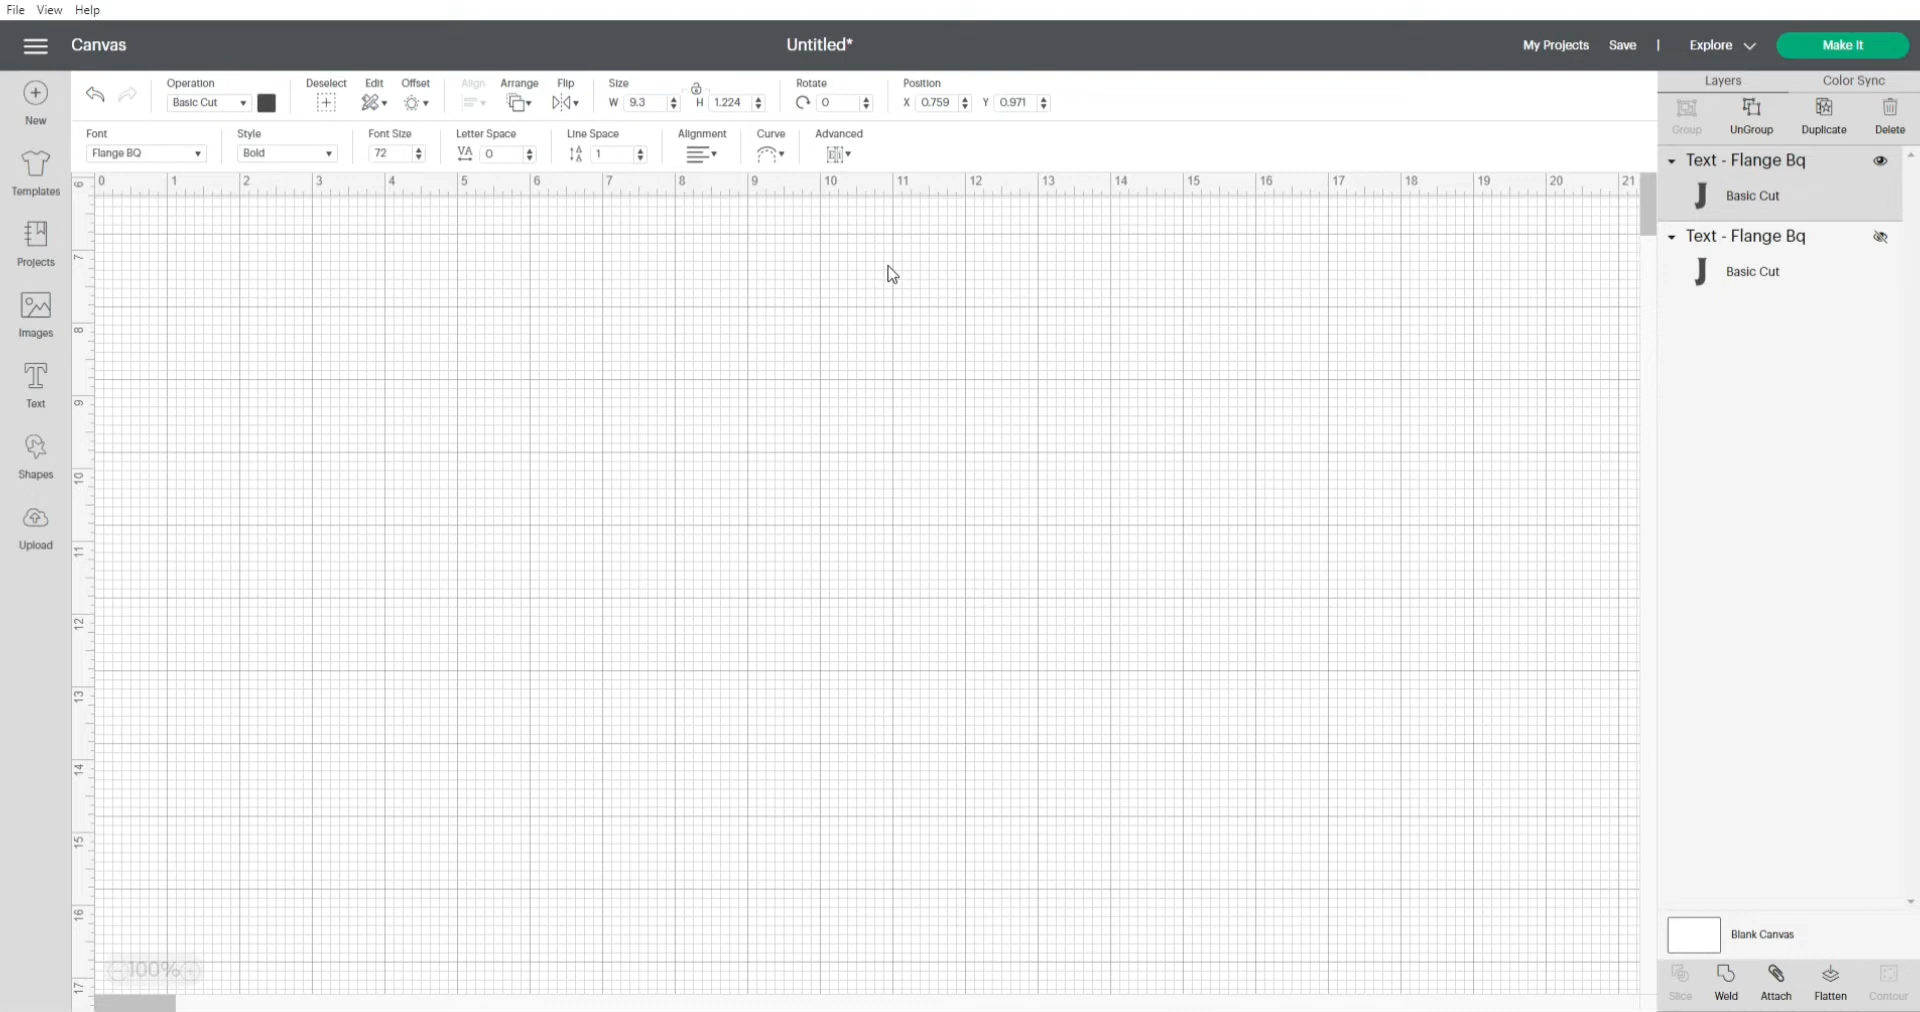 File View Help
Canvas Untitled* My Projects Save | Explore Make It
New
Templates
Projects
Images
Text
Shapes
Upload
Operation Deselect Edit Offset Align Arrange Flip Size Rotate Position
Basic Cut W 9.3 H 1.224 0 X 0.759 Y 0.971
Font Style Font Size Letter Space Line Space Alignment Curve Advanced
Flange BQ Bold 72 VA 0 1
0 1 2 3 4 5 6 7 8 9 10 11 12 13 14 15 16 17 18 19 20 21
6
7
8
9
10
11
12
13
14
15
16
17
100%
Layers Color Sync
Group UnGroup Duplicate Delete
Text - Flange Bq
J Basic Cut
Text - Flange Bq
J Basic Cut
Blank Canvas
Slice Weld Attach Flatten Contour